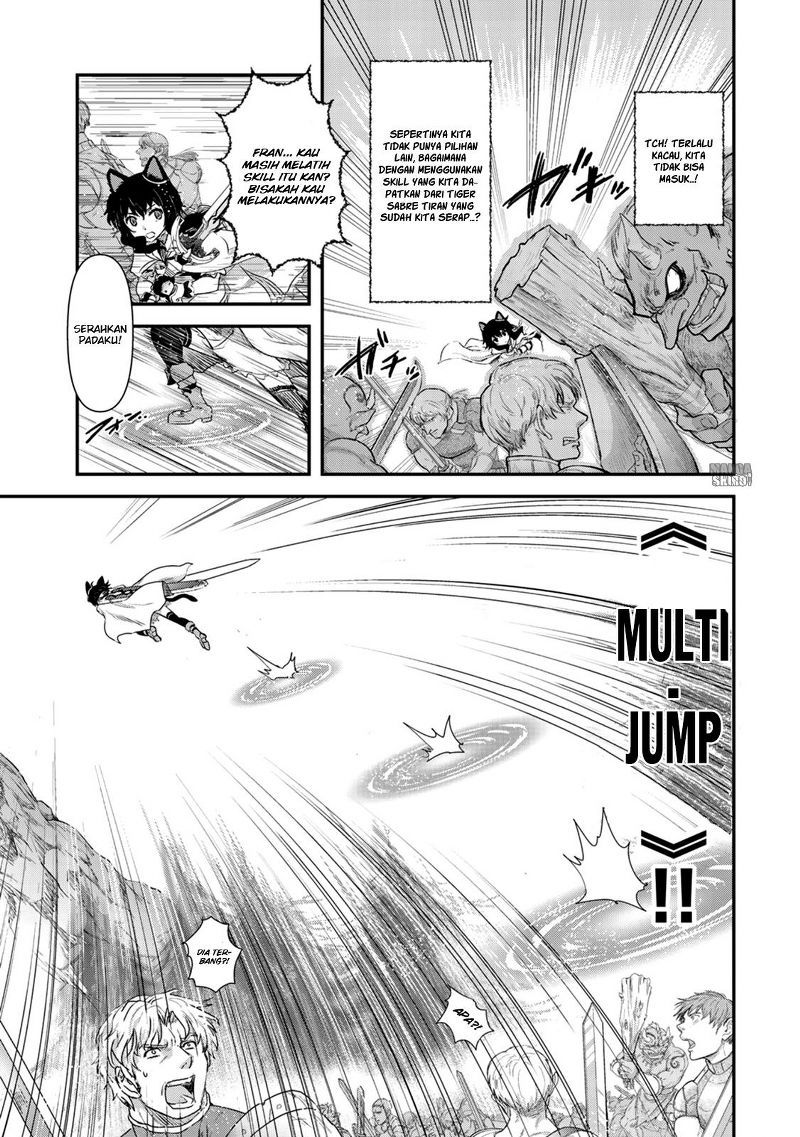 TCH! TERLALU
KACAU, KITA
TIDAK BISA
MASUK..!
SEPERTINYA KITA
TIDAK PUNYA PILIHAN
LAIN, BAGAIMANA
DENGAN MENGGUNAKAN
SKILL YANG KITA DA-
PATKAN DARI TIGER
SABRE TIRAN YANG
SUDAH KITA SERAP..?
FRAN... KAU
MASIH MELATIH
SKILL ITU KAN?
BISAKAH KAU
MELAKUKANNYA?
SERAHKAN
PADAKU!
《
MULTI
-
JUMP
》
!!
APA?!
DIA TER-
BANG?!